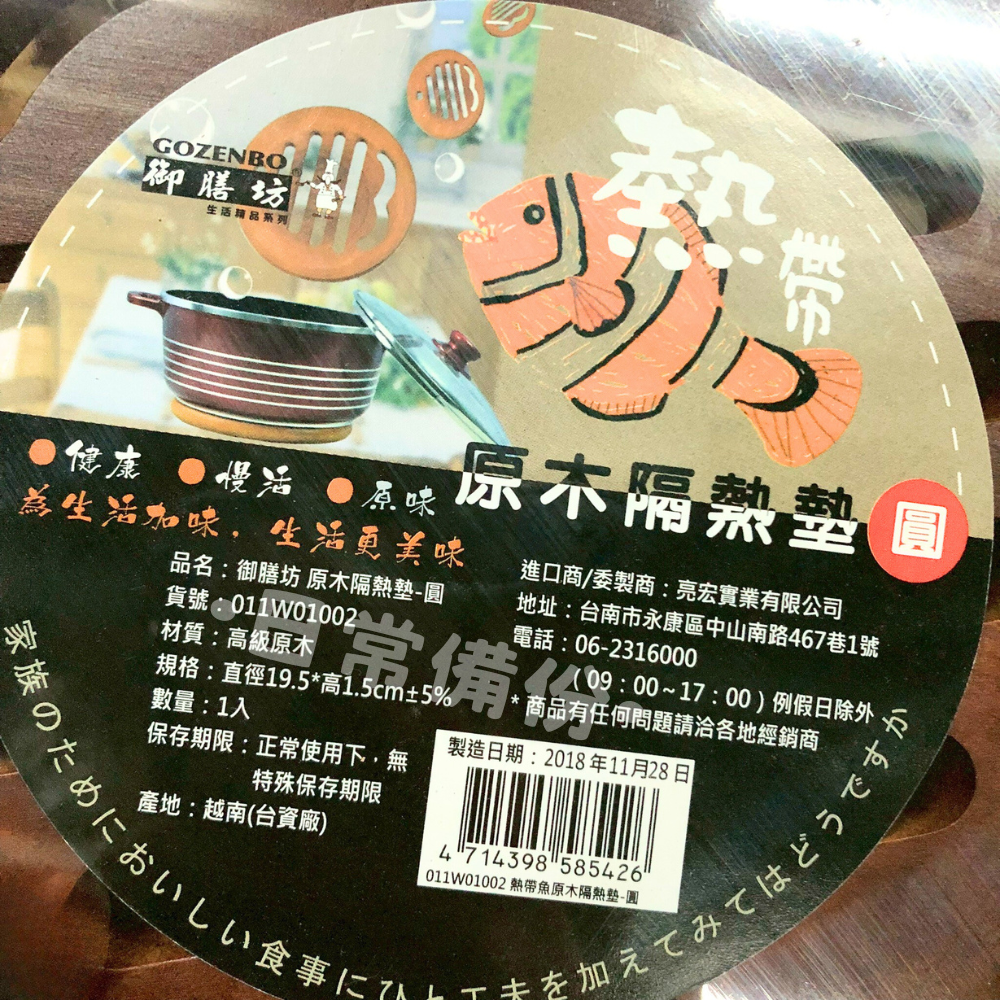 GOZENBO
御膳坊
生活精品系列
熱
帶
健康 慢活 原味
原木隔熱墊
圓
為生活加味，生活更美味
品名：御膳坊 原木隔熱墊-圓
貨號：011W01002
材質：高級原木
規格：直徑19.5*高1.5cm±5%
數量：1入
保存期限：正常使用下，無
特殊保存期限
產地：越南(台資廠)
進口商/委製商：亮宏實業有限公司
地址：台南市永康區中山南路467巷1號
電話：06-2316000
（09：00~17：00）例假日除外
*商品有任何問題請洽各地經銷商
日常備份
製造日期：2018年11月28日
4 714398 585426
011W01002 熱帶魚原木隔熱墊-圓
家族のためにおいしい食事にひと工夫を加えてみてはどうですか